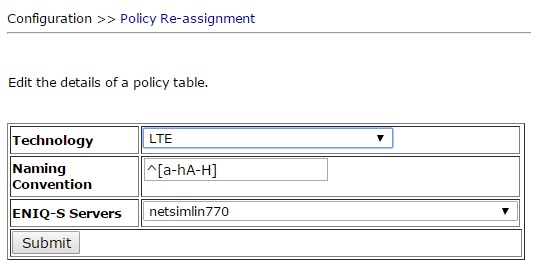 Configuration >> Policy Re-assignment
Edit the details of a policy table.
Technology LTE
Naming Convention ^[a-hA-H]
ENIQ-S Servers netsimlin770
Submit